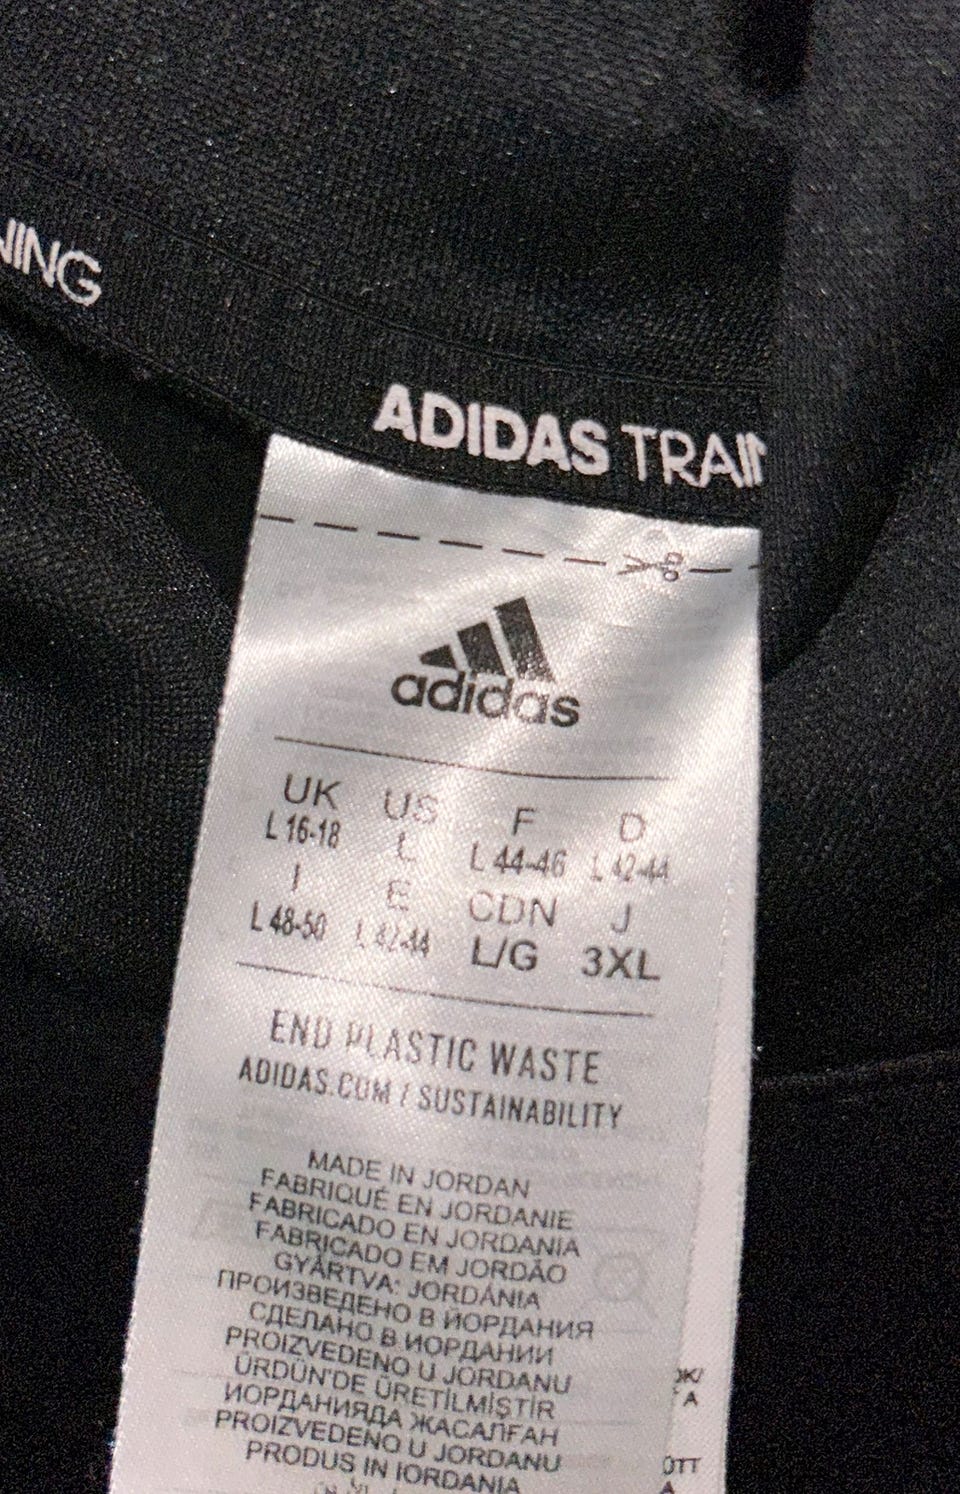 NING
ADIDAS TRAIN
adidas
UK US F D
L 16-18 L L 44-46 L 42-44
I E CDN J
L 48-50 L 42-44 L/G 3XL
END PLASTIC WASTE
ADIDAS.COM / SUSTAINABILITY
MADE IN JORDAN
FABRIQUÉ EN JORDANIE
FABRICADO EN JORDANIA
FABRICADO EM JORDÃO
GYÁRTVA: JORDÁNIA
ПРОИЗВЕДЕНО В ЙОРДАНИЯ
СДЕЛАНО В ИОРДАНИИ
PROIZVEDENO U JORDANU
ÜRDÜN'DE ÜRETİLMİŞTİR
ИОРДАНИЯДА ЖАСАЛҒАН
PROIZVEDENO U JORDANU
PRODUS IN IORDANIA